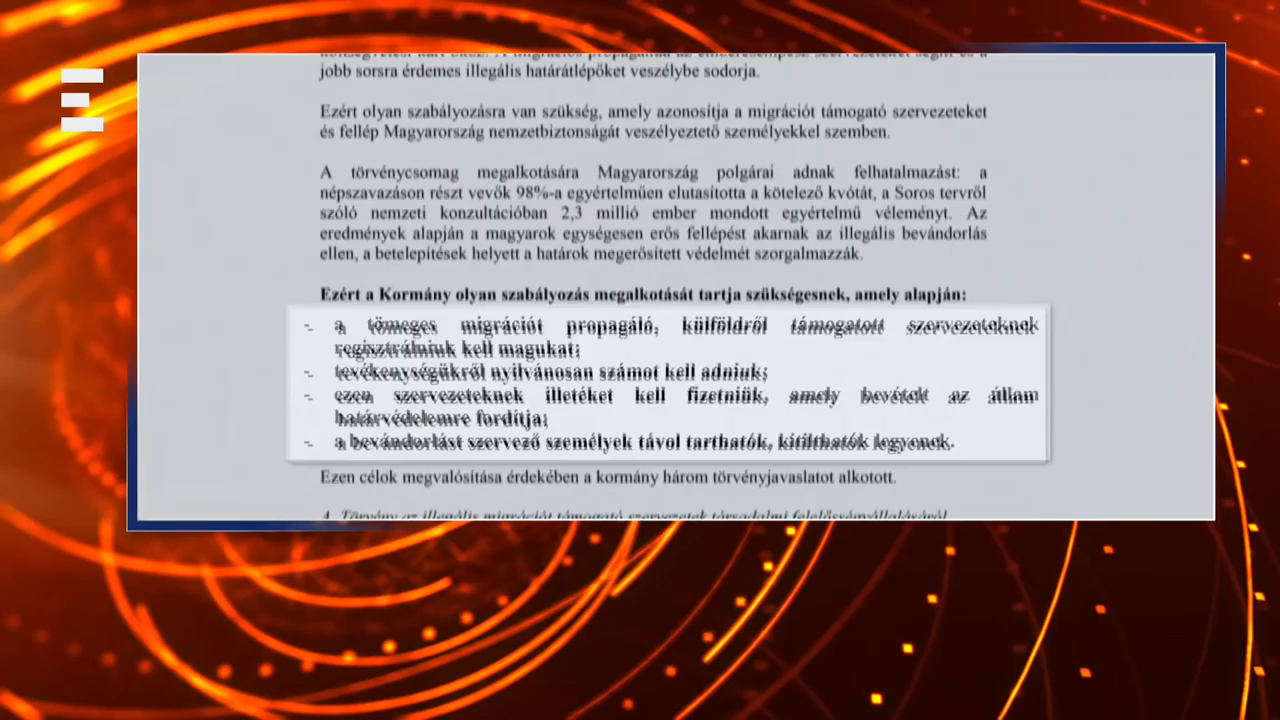 jobb sorsra érdemes illegális határátlépőket veszélybe sodorja.
Ezért olyan szabályozásra van szükség, amely azonosítja a migrációt támogató szervezeteket
és fellép Magyarország nemzetbiztonságát veszélyeztető személyekkel szemben.
A törvénycsomag megalkotására Magyarország polgárai adnak felhatalmazást: a
népszavazáson részt vevők 98%-a egyértelműen elutasította a kötelező kvótát, a Soros tervről
szóló nemzeti konzultációban 2,3 millió ember mondott egyértelmű véleményt. Az
eredmények alapján a magyarok egységesen erős fellépést akarnak az illegális bevándorlás
ellen, a betelepítések helyett a határok megerősített védelmét szorgalmazzák.
Ezért a Kormány olyan szabályozás megalkotását tartja szükségesnek, amely alapján:
- a tömeges migrációt propagáló, külföldről támogatott szervezeteknek
regisztrálniuk kell magukat;
- tevékenységükről nyilvánosan számot kell adniuk;
- ezen szervezeteknek illetéket kell fizetniük, amely bevételt az állam
határvédelemre fordítja;
- a bevándorlást szervező személyek távol tarthatók, kitilthatók legyenek.
Ezen célok megvalósítása érdekében a kormány három törvényjavaslatot alkotott.